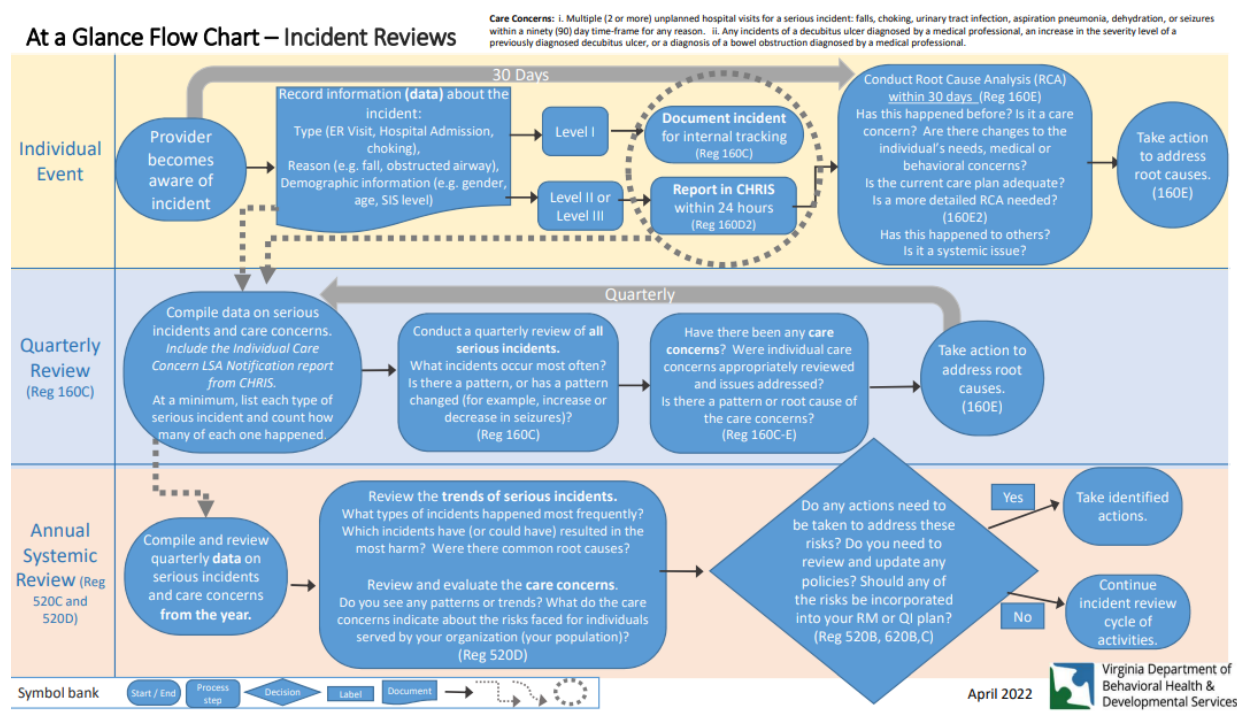 At a Glance Flow Chart – Incident Reviews
Care Concerns: i. Multiple (2 or more) unplanned hospital visits for a serious incident: falls, choking, urinary tract infection, aspiration pneumonia, dehydration, or seizures
within a ninety (90) day time-frame for any reason. ii. Any incidents of a decubitus ulcer diagnosed by a medical professional, an increase in the severity level of a
previously diagnosed decubitus ulcer, or a diagnosis of a bowel obstruction diagnosed by a medical professional.
Individual
Event
30 Days
Provider
becomes
aware of
incident
Record information (data) about the
incident:
Type (ER Visit, Hospital Admission,
choking),
Reason (e.g. fall, obstructed airway),
Demographic information (e.g. gender,
age, SIS level)
Level I
Level II or
Level III
Document incident
for internal tracking
(Reg 160C)
Report in CHRIS
within 24 hours
(Reg 160D2)
Conduct Root Cause Analysis (RCA)
within 30 days (Reg 160E)
Has this happened before? Is it a care
concern? Are there changes to the
individual's needs, medical or
behavioral concerns?
Is the current care plan adequate?
Is a more detailed RCA needed?
(160E2)
Has this happened to others?
Is it a systemic issue?
Take action
to address
root causes.
(160E)
Quarterly
Review
(Reg 160C)
Quarterly
Compile data on serious
incidents and care concerns.
Include the Individual Care
Concern LSA Notification report
from CHRIS.
At a minimum, list each type of
serious incident and count how
many of each one happened.
Conduct a quarterly review of all
serious incidents.
What incidents occur most often?
Is there a pattern, or has a pattern
changed (for example, increase or
decrease in seizures)?
(Reg 160C)
Have there been any care
concerns? Were individual care
concerns appropriately reviewed
and issues addressed?
Is there a pattern or root cause of
the care concerns?
(Reg 160C-E)
Take action to
address root
causes.
(160E)
Annual
Systemic
Review (Reg
520C and
520D)
Compile and review
quarterly data on
serious incidents
and care concerns
from the year.
Review the trends of serious incidents.
What types of incidents happened most frequently?
Which incidents have (or could have) resulted in the
most harm? Were there common root causes?
Review and evaluate the care concerns.
Do you see any patterns or trends? What do the care
concerns indicate about the risks faced for individuals
served by your organization (your population)?
(Reg 520D)
Do any actions need to
be taken to address these
risks? Do you need to
review and update any
policies? Should any of
the risks be incorporated
into your RM or QI plan?
(Reg 520B, 620B,C)
Yes
Take identified
actions.
No
Continue
incident review
cycle of
activities.
Symbol bank
Start / End
Process
step
Decision
Label
Document
April 2022
Virginia Department of
Behavioral Health &
Developmental Services